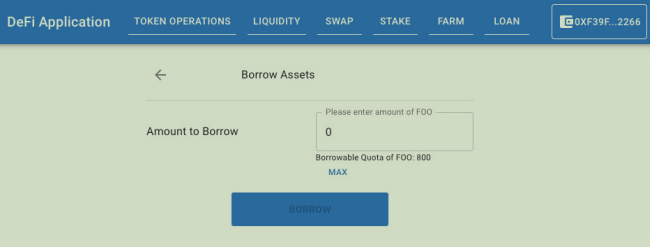 DeFi Application TOKEN OPERATIONS LIQUIDITY SWAP STAKE FARM LOAN 0XF39F...2266
Borrow Assets
Please enter amount of FOO
Amount to Borrow 0
Borrowable Quota of FOO: 800
MAX
BORROW